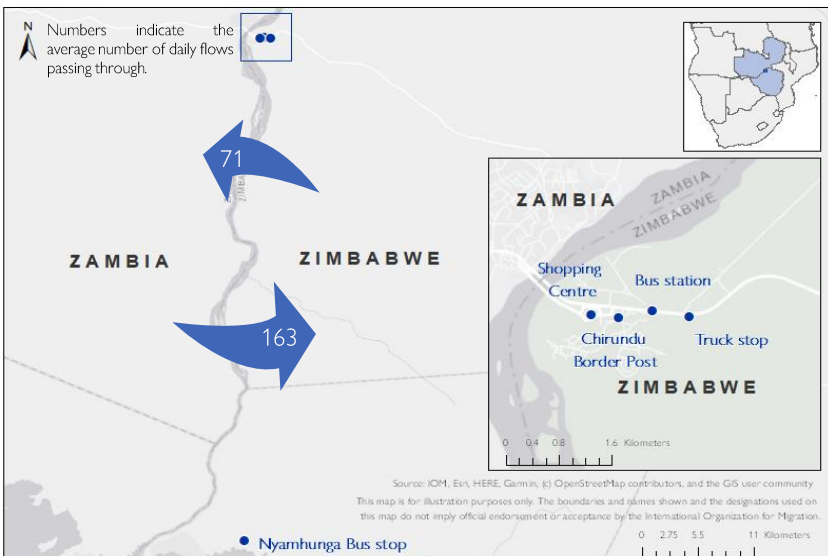 N
Numbers indicate the
average number of daily flows
passing through.
71
ZAMBIA
ZIMBABWE
163
ZAMBIA
ZAMBIA
ZIMBABWE
Shopping
Centre
Bus station
Chirundu
Border Post
Truck stop
ZIMBABWE
0 0.4 0.8 1.6 Kilometers
Source: IOM, Esri, HERE, Garmin, (c) OpenStreetMap contributors, and the GIS user community
This map is for illustration purposes only. The boundaries and names shown and the designations used on
this map do not imply official endorsement or acceptance by the International Organization for Migration.
0 2.75 5.5 11 Kilometers
Nyamhunga Bus stop